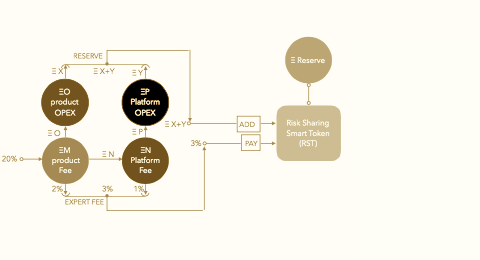 RESERVE
Ξ X
Ξ X+Y
Ξ Y
Ξ Reserve
ΞO
product
OPEX
ΞP
Platform
OPEX
Ξ X+Y
ADD
Risk Sharing
Smart Token
(RST)
Ξ O
Ξ P
3%
PAY
20%
ΞM
product
Fee
Ξ N
ΞN
Platform
Fee
2%
3%
1%
EXPERT FEE